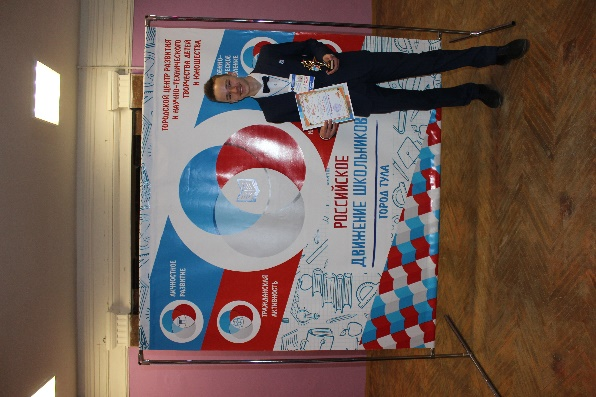 ГОРОДСКОЙ ЦЕНТР РАЗВИТИЯ
И НАУЧНО-ТЕХНИЧЕСКОГО
ТВОРЧЕСТВА ДЕТЕЙ
И ЮНОШЕСТВА
ЛИЧНОСТНОЕ
РАЗВИТИЕ
ГРАЖДАНСКАЯ
АКТИВНОСТЬ
РОССИЙСКОЕ
ДВИЖЕНИЕ ШКОЛЬНИКОВ
ГОРОД ТУЛА